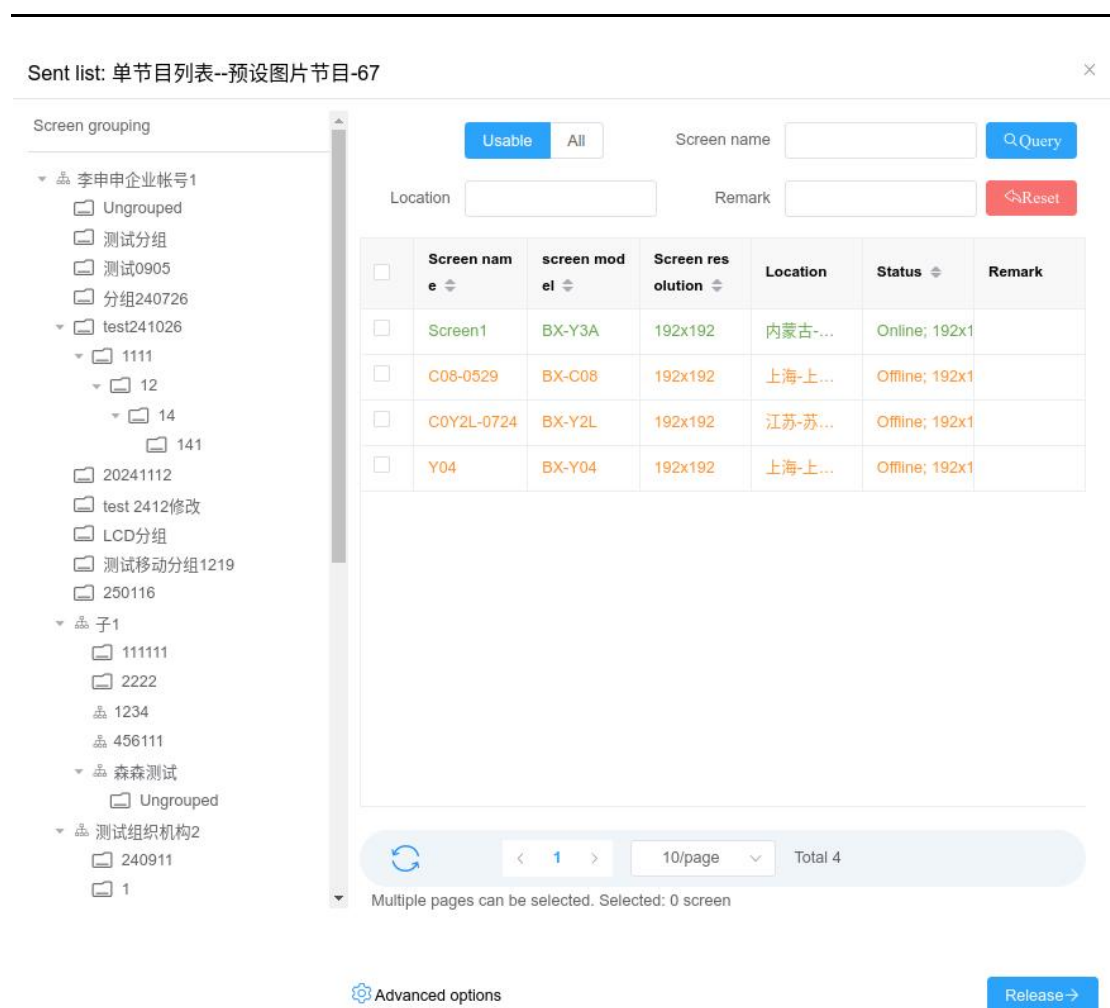 Sent list: 单节目列表--预设图片节目-67
Screen grouping
李申申企业帐号1
Ungrouped
测试分组
测试0905
分组240726
test241026
1111
12
14
141
20241112
test 2412修改
LCD分组
测试移动分组1219
250116
子1
111111
2222
1234
456111
森森测试
Ungrouped
测试组织机构2
240911
1
Usable All Screen name Query
Location Remark Reset
Screen nam screen mod Screen res Location Status Remark
e el olution
Screen1 BX-Y3A 192x192 内蒙古-... Online; 192x1
C08-0529 BX-C08 192x192 上海-上... Offline; 192x1
C0Y2L-0724 BX-Y2L 192x192 江苏-苏... Offline; 192x1
Y04 BX-Y04 192x192 上海-上... Offline; 192x1
1 10/page Total 4
Multiple pages can be selected. Selected: 0 screen
Advanced options Release